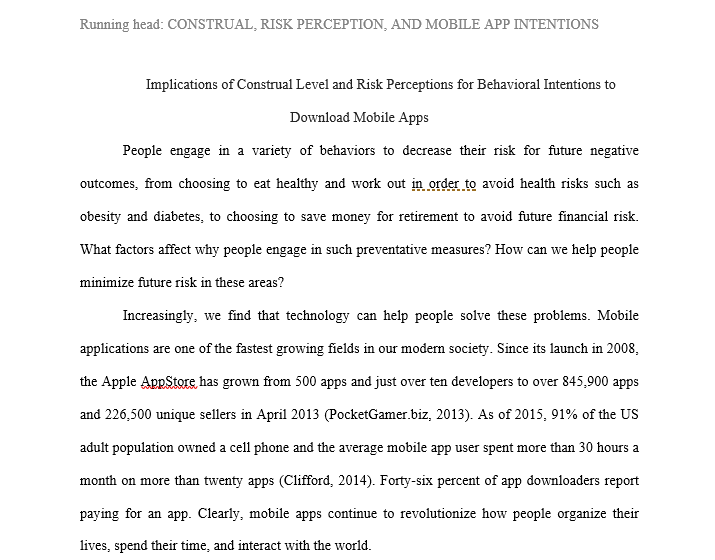 Running head: CONSTRUAL, RISK PERCEPTION, AND MOBILE APP INTENTIONS
Implications of Construal Level and Risk Perceptions for Behavioral Intentions to
Download Mobile Apps
People engage in a variety of behaviors to decrease their risk for future negative
outcomes, from choosing to eat healthy and work out in order to avoid health risks such as
obesity and diabetes, to choosing to save money for retirement to avoid future financial risk.
What factors affect why people engage in such preventative measures? How can we help people
minimize future risk in these areas?
Increasingly, we find that technology can help people solve these problems. Mobile
applications are one of the fastest growing fields in our modern society. Since its launch in 2008,
the Apple AppStore has grown from 500 apps and just over ten developers to over 845,900 apps
and 226,500 unique sellers in April 2013 (PocketGamer.biz, 2013). As of 2015, 91% of the US
adult population owned a cell phone and the average mobile app user spent more than 30 hours a
month on more than twenty apps (Clifford, 2014). Forty-six percent of app downloaders report
paying for an app. Clearly, mobile apps continue to revolutionize how people organize their
lives, spend their time, and interact with the world.